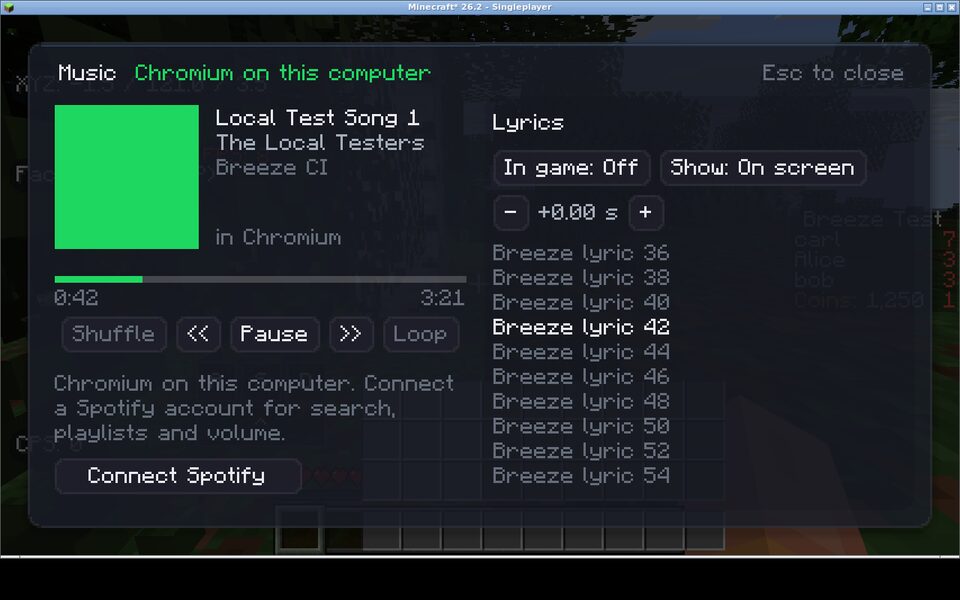 Minecraft* 26.2 - Singleplayer
Music Chromium on this computer
Esc to close
Local Test Song 1
The Local Testers
Breeze CI
in Chromium
0:42
3:21
Shuffle << Pause >> Loop
Chromium on this computer. Connect
a Spotify account for search,
playlists and volume.
Connect Spotify
Lyrics
In game: Off
Show: On screen
- +0.00 s +
Breeze lyric 36
Breeze lyric 38
Breeze lyric 40
Breeze lyric 42
Breeze lyric 44
Breeze lyric 46
Breeze lyric 48
Breeze lyric 50
Breeze lyric 52
Breeze lyric 54
Breeze Test
carl 7
Alice 3
bob 3
Coins: 1,250 1